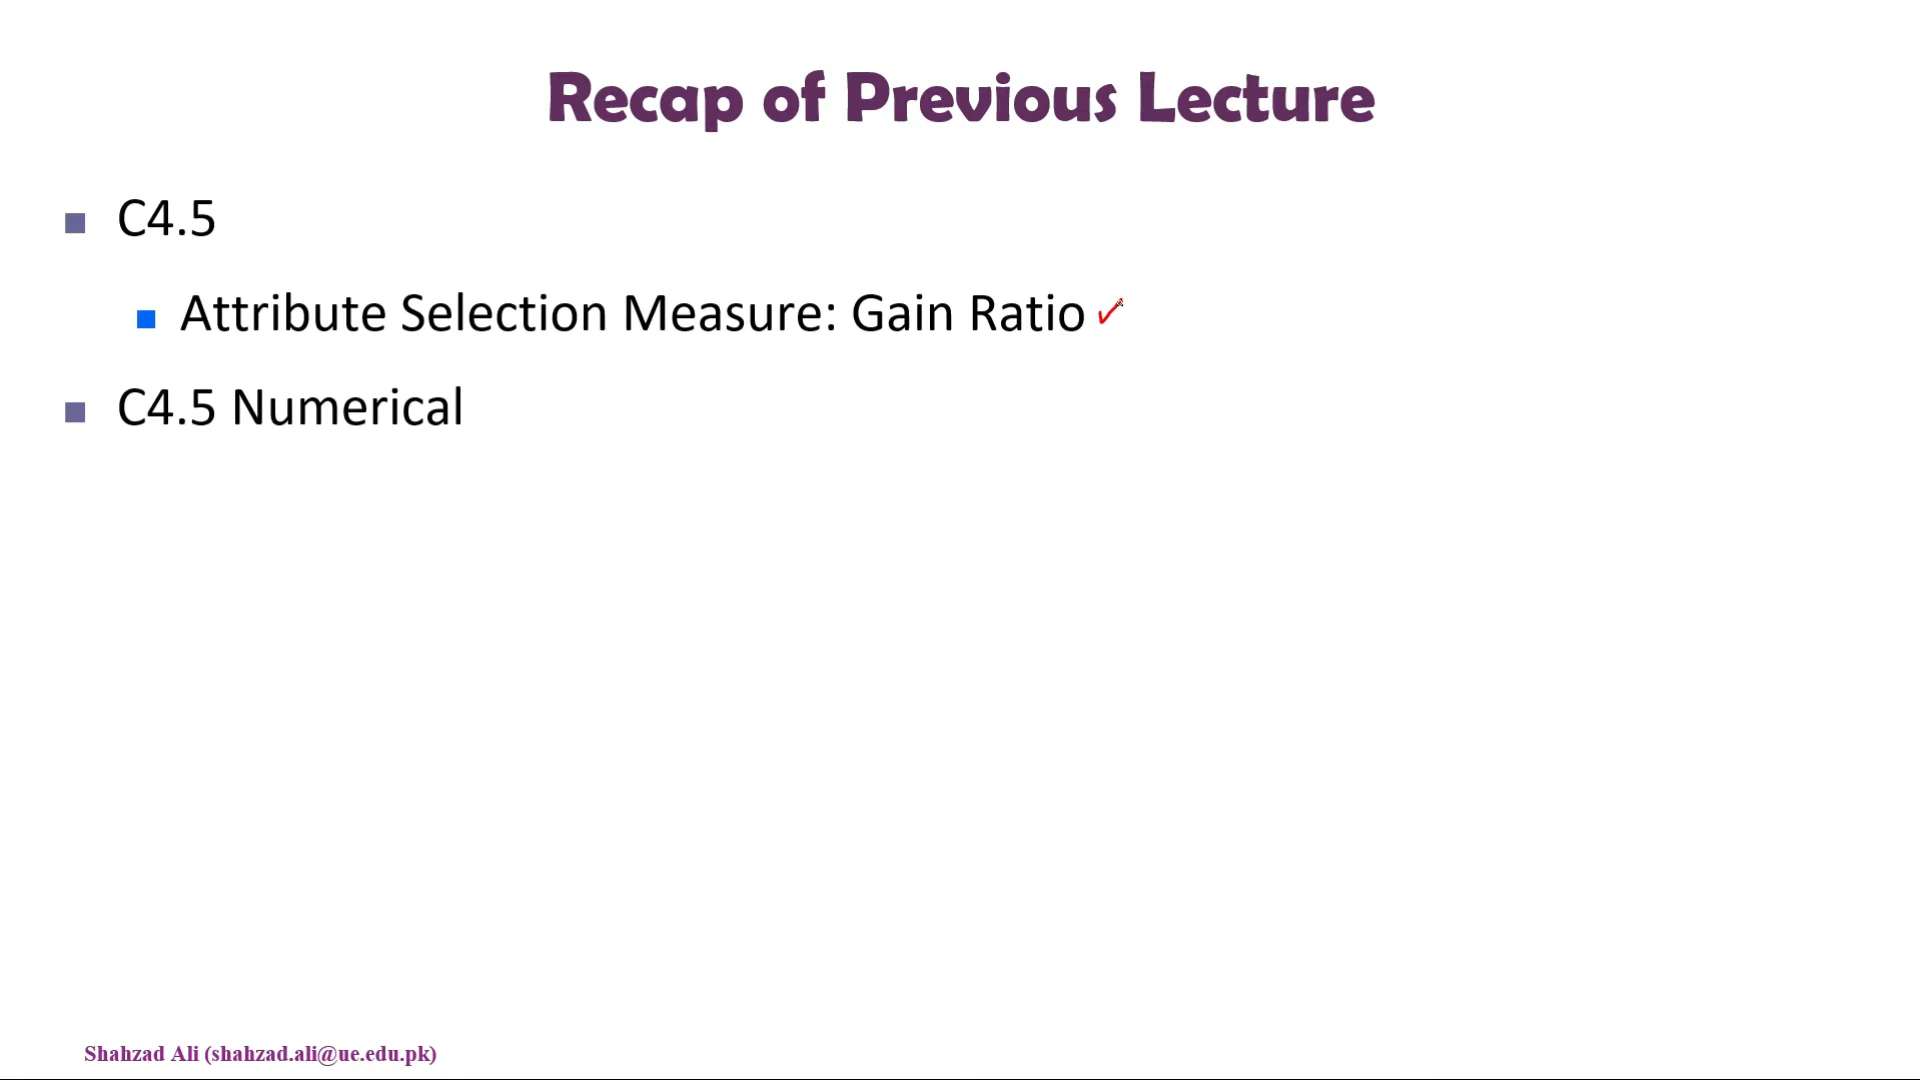 Recap of Previous Lecture
C4.5
Attribute Selection Measure: Gain Ratio
C4.5 Numerical
Shahzad Ali (shahzad.ali@ue.edu.pk)